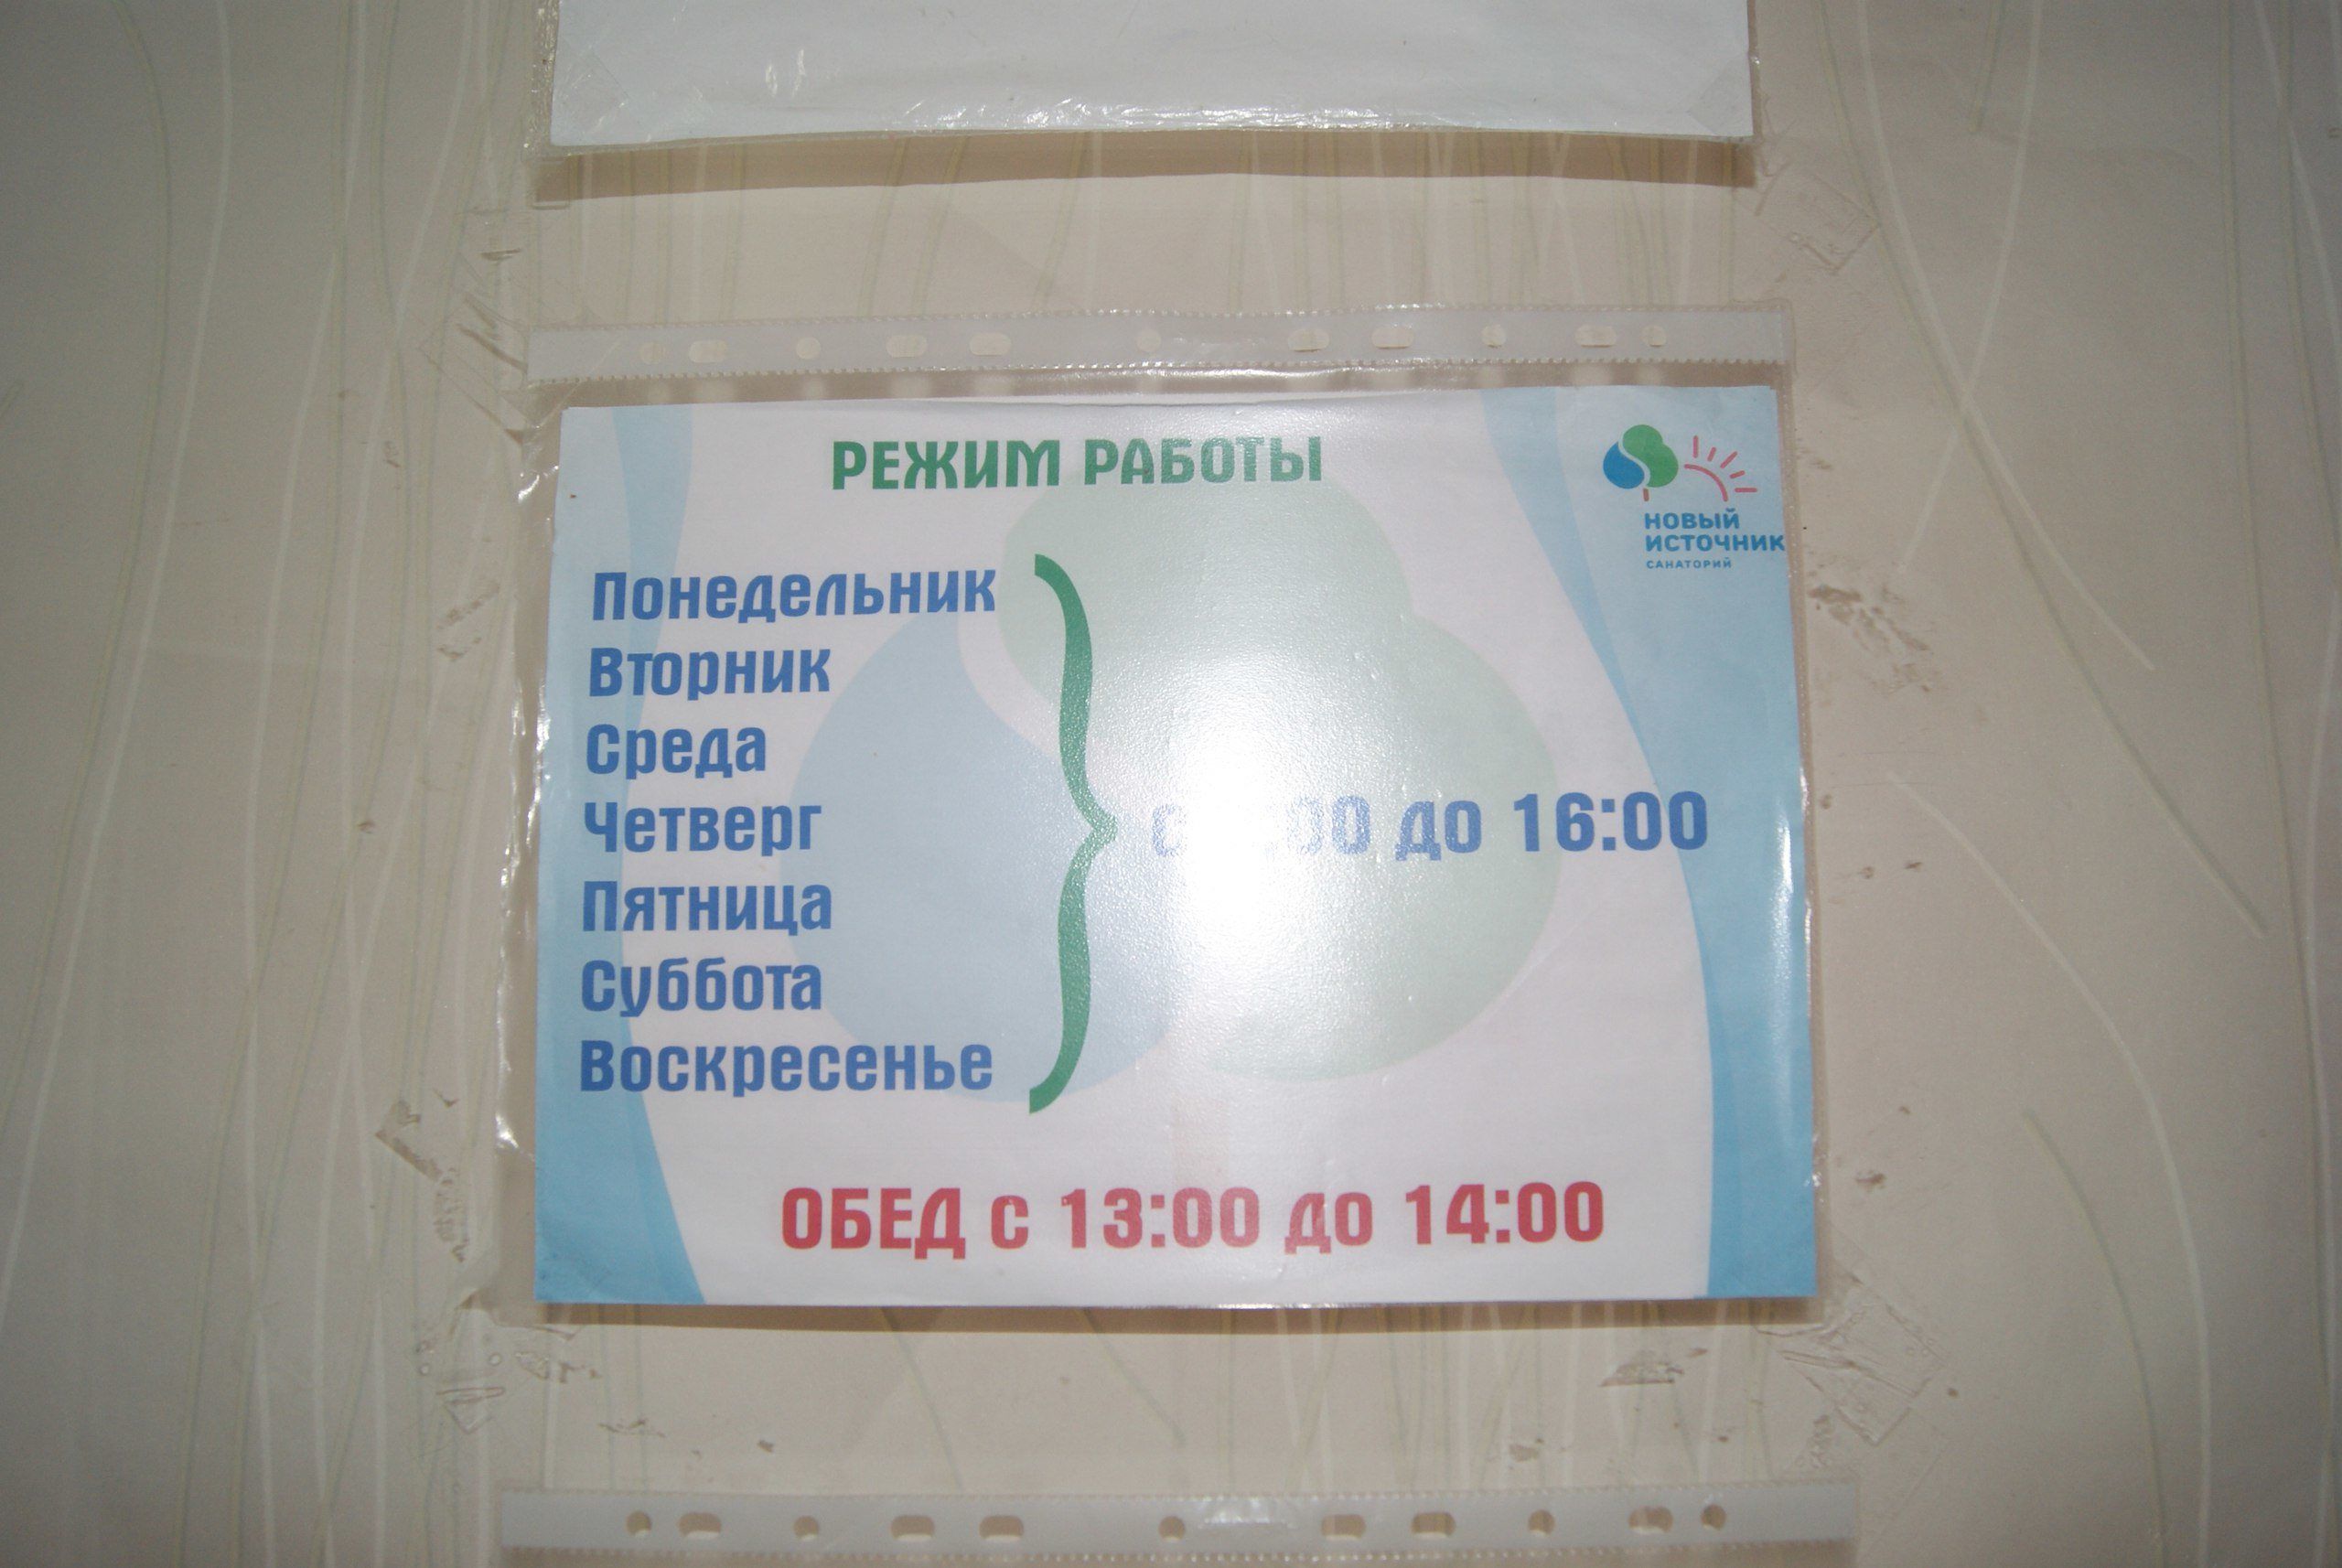 РЕЖИМ РАБОТЫ
НОВЫЙ
ИСТОЧНИК
САНАТОРИЙ
Понедельник
Вторник
Среда
Четверг
Пятница
Суббота
Воскресенье
с до 16:00
ОБЕД с 13:00 до 14:00